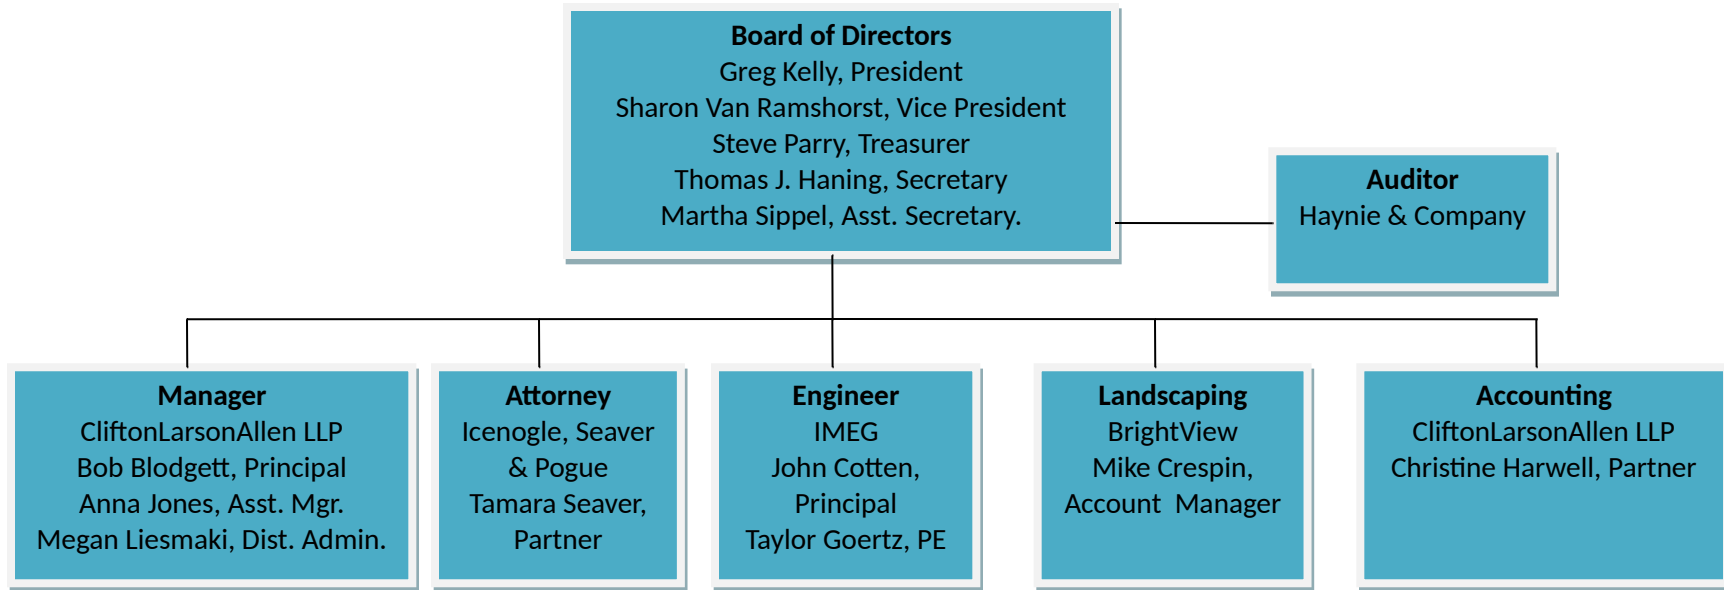 Board of Directors
Greg Kelly, President
Sharon Van Ramshorst, Vice President
Steve Parry, Treasurer
Thomas J. Haning, Secretary
Martha Sippel, Asst. Secretary.
Auditor
Haynie & Company
Manager
CliftonLarsonAllen LLP
Bob Blodgett, Principal
Anna Jones, Asst. Mgr.
Megan Liesmaki, Dist. Admin.
Attorney
Icenogle, Seaver
& Pogue
Tamara Seaver,
Partner
Engineer
IMEG
John Cotten,
Principal
Taylor Goertz, PE
Landscaping
BrightView
Mike Crespin,
Account  Manager
Accounting
CliftonLarsonAllen LLP
Christine Harwell, Partner